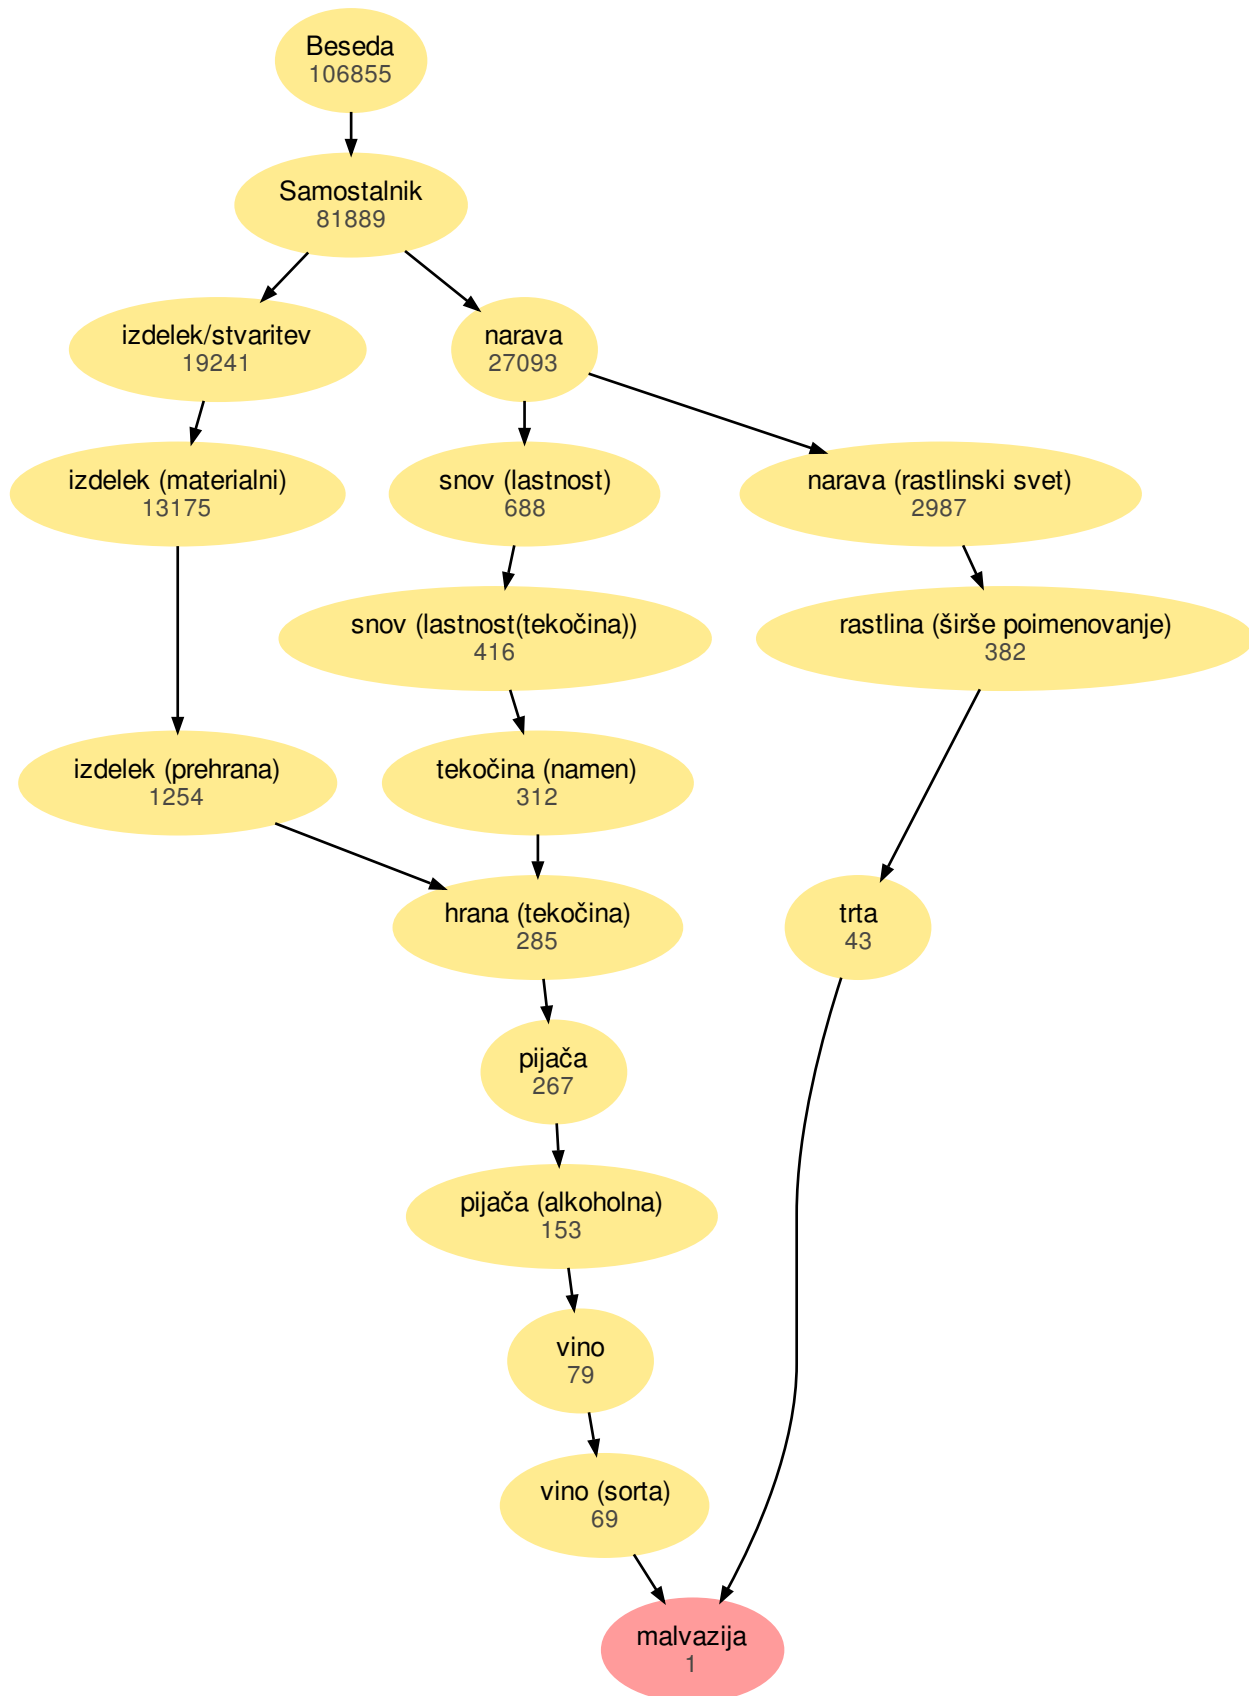 Beseda
106855
Samostalnik
81889
izdelek/stvaritev
19241
narava
27093
izdelek (materialni)
13175
snov (lastnost)
688
narava (rastlinski svet)
2987
snov (lastnost(tekočina))
416
rastlina (širše poimenovanje)
382
izdelek (prehrana)
1254
tekočina (namen)
312
hrana (tekočina)
285
trta
43
pijača
267
pijača (alkoholna)
153
vino
79
vino (sorta)
69
malvazija
1